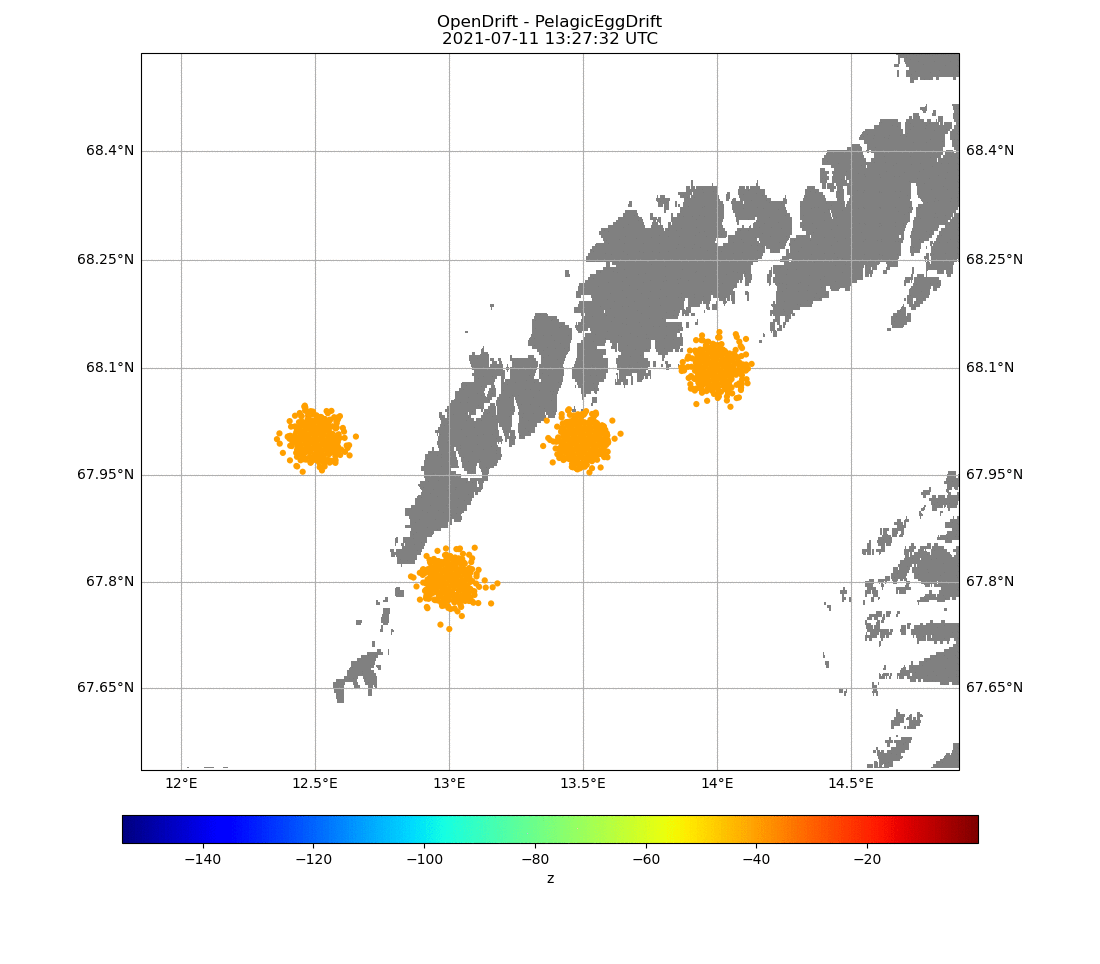 OpenDrift - PelagicEggDrift
2021-07-11 13:27:32 UTC
68.4°N 68.4°N
68.25°N 68.25°N
68.1°N 68.1°N
67.95°N 67.95°N
67.8°N 67.8°N
67.65°N 67.65°N
12°E 12.5°E 13°E 13.5°E 14°E 14.5°E
−140 −120 −100 −80 −60 −40 −20
z